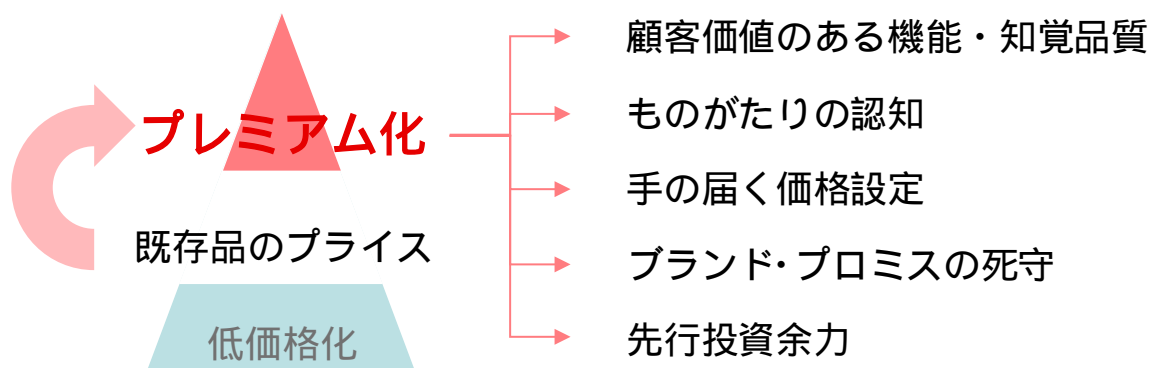 プレミアム化
既存品のプライス
低価格化
顧客価値のある機能・知覚品質
ものがたりの認知
手の届く価格設定
ブランド・プロミスの死守
先行投資余力